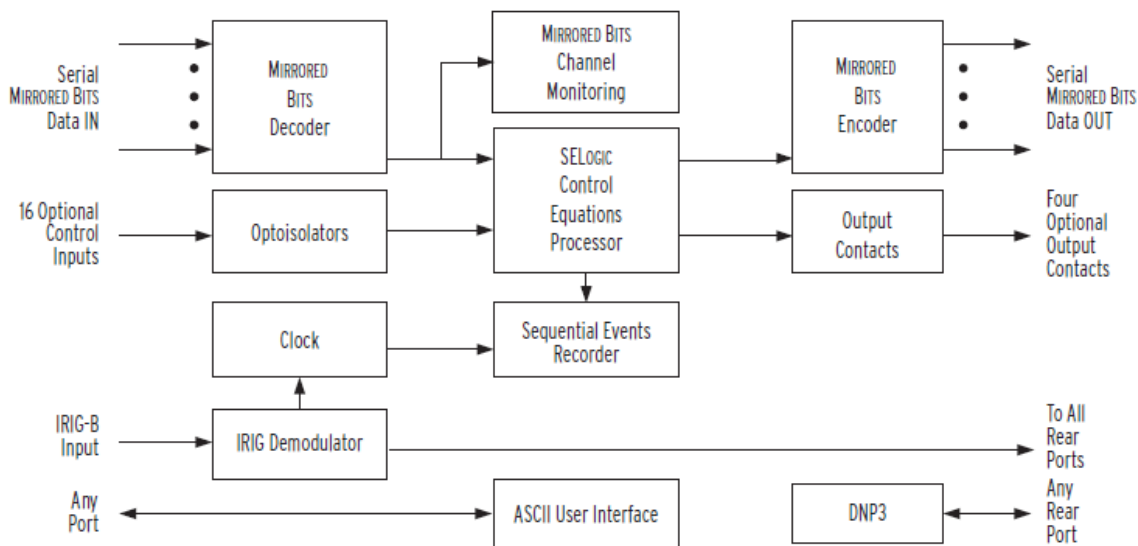 Serial
MIRRORED BITS
Data IN
MIRRORED
BITS
Decoder
MIRRORED BITS
Channel
Monitoring
MIRRORED
BITS
Encoder
Serial
MIRRORED BITS
Data OUT
16 Optional
Control
Inputs
Optoisolators
SELOGIC
Control
Equations
Processor
Output
Contacts
Four
Optional
Output
Contacts
Clock
Sequential Events
Recorder
IRIG-B
Input
IRIG Demodulator
To All
Rear
Ports
Any
Port
ASCII User Interface
DNP3
Any
Rear
Port